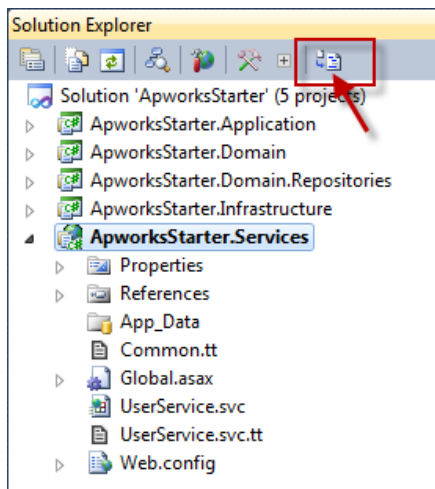 Solution Explorer
Solution 'ApworksStarter' (5 projects)
ApworksStarter.Application
ApworksStarter.Domain
ApworksStarter.Domain.Repositories
ApworksStarter.Infrastructure
ApworksStarter.Services
Properties
References
App_Data
Common.tt
Global.asax
UserService.svc
UserService.svc.tt
Web.config